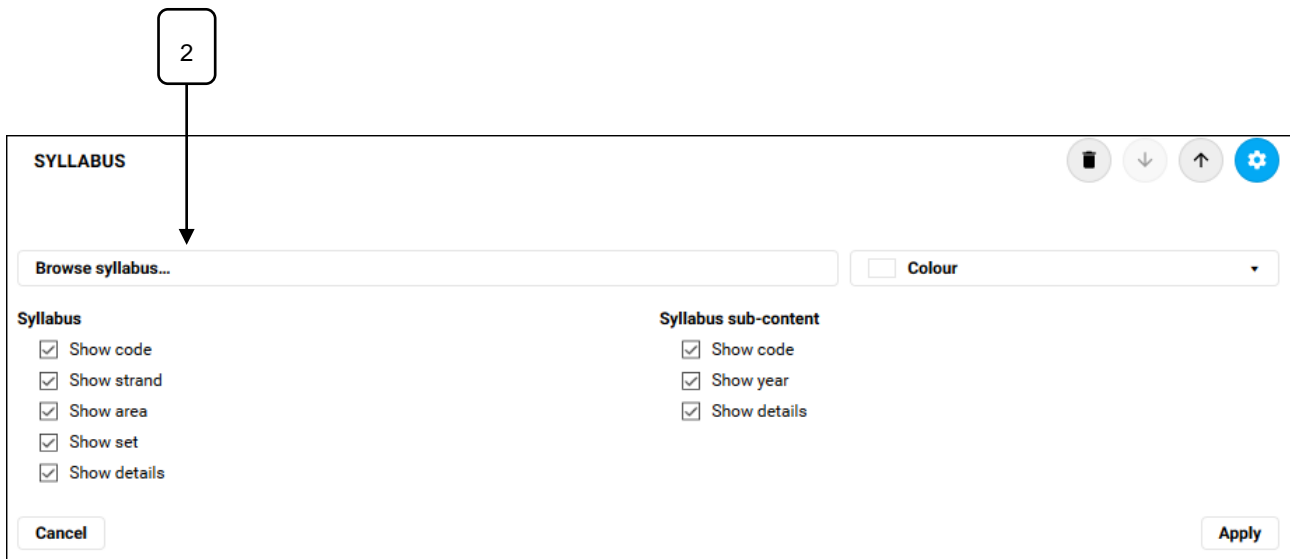 2
SYLLABUS
Browse syllabus...
Colour
Syllabus
Syllabus sub-content
Show code
Show code
Show strand
Show year
Show area
Show details
Show set
Show details
Cancel
Apply